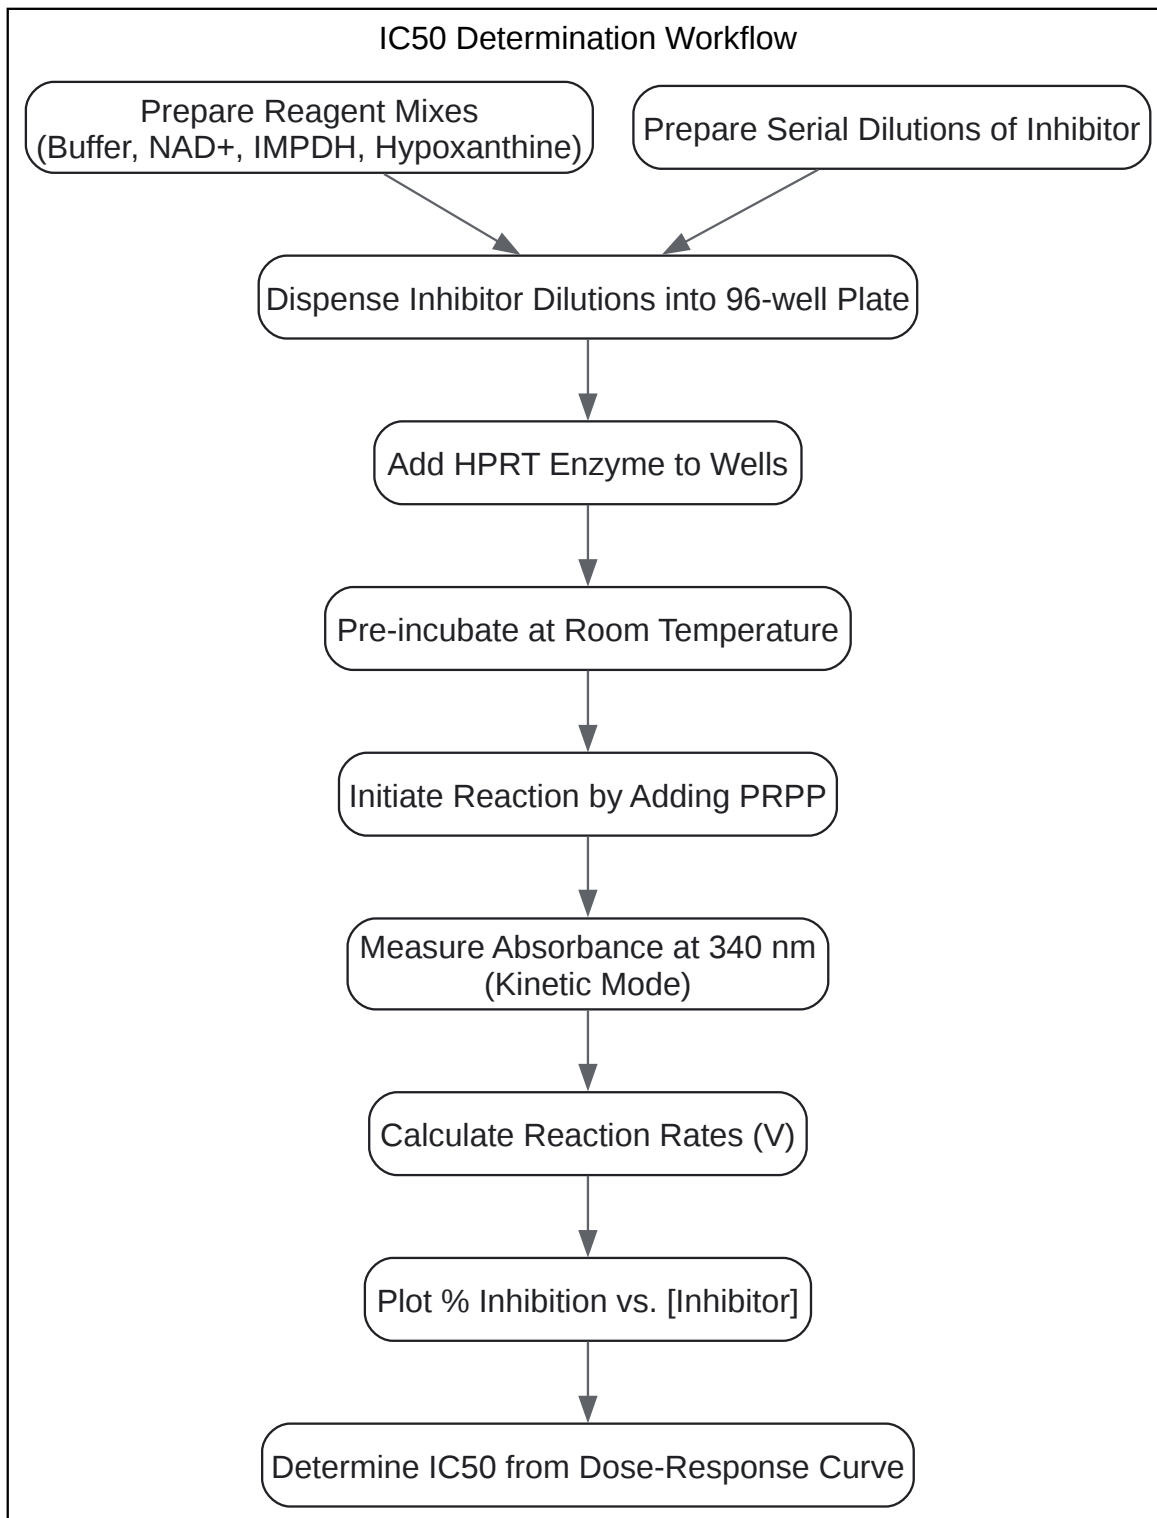 IC50 Determination Workflow
Prepare Reagent Mixes
(Buffer, NAD+, IMPDH, Hypoxanthine)
Prepare Serial Dilutions of Inhibitor
Dispense Inhibitor Dilutions into 96-well Plate
Add HPRT Enzyme to Wells
Pre-incubate at Room Temperature
Initiate Reaction by Adding PRPP
Measure Absorbance at 340 nm
(Kinetic Mode)
Calculate Reaction Rates (V)
Plot % Inhibition vs. [Inhibitor]
Determine IC50 from Dose-Response Curve